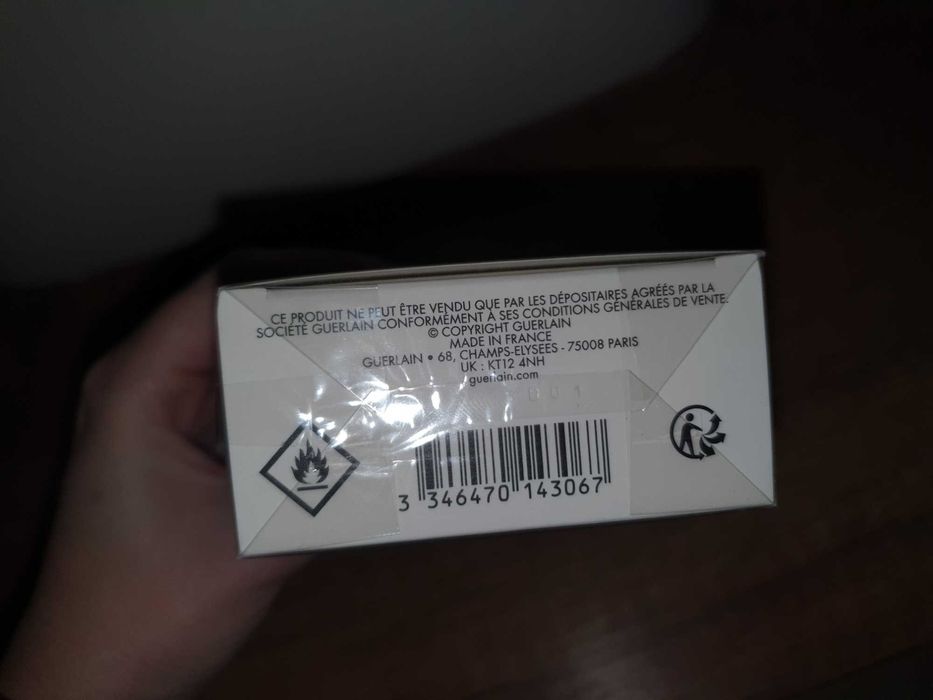 CE PRODUIT NE PEUT ÊTRE VENDU QUE PAR LES DÉPOSITAIRES AGRÉÉS PAR LA
SOCIÉTÉ GUERLAIN CONFORMÉMENT À SES CONDITIONS GÉNÉRALES DE VENTE.
© COPYRIGHT GUERLAIN
MADE IN FRANCE
GUERLAIN • 68, CHAMPS-ELYSEES - 75008 PARIS
UK : KT12 4NH
guerlain.com
001
3 346470 143067